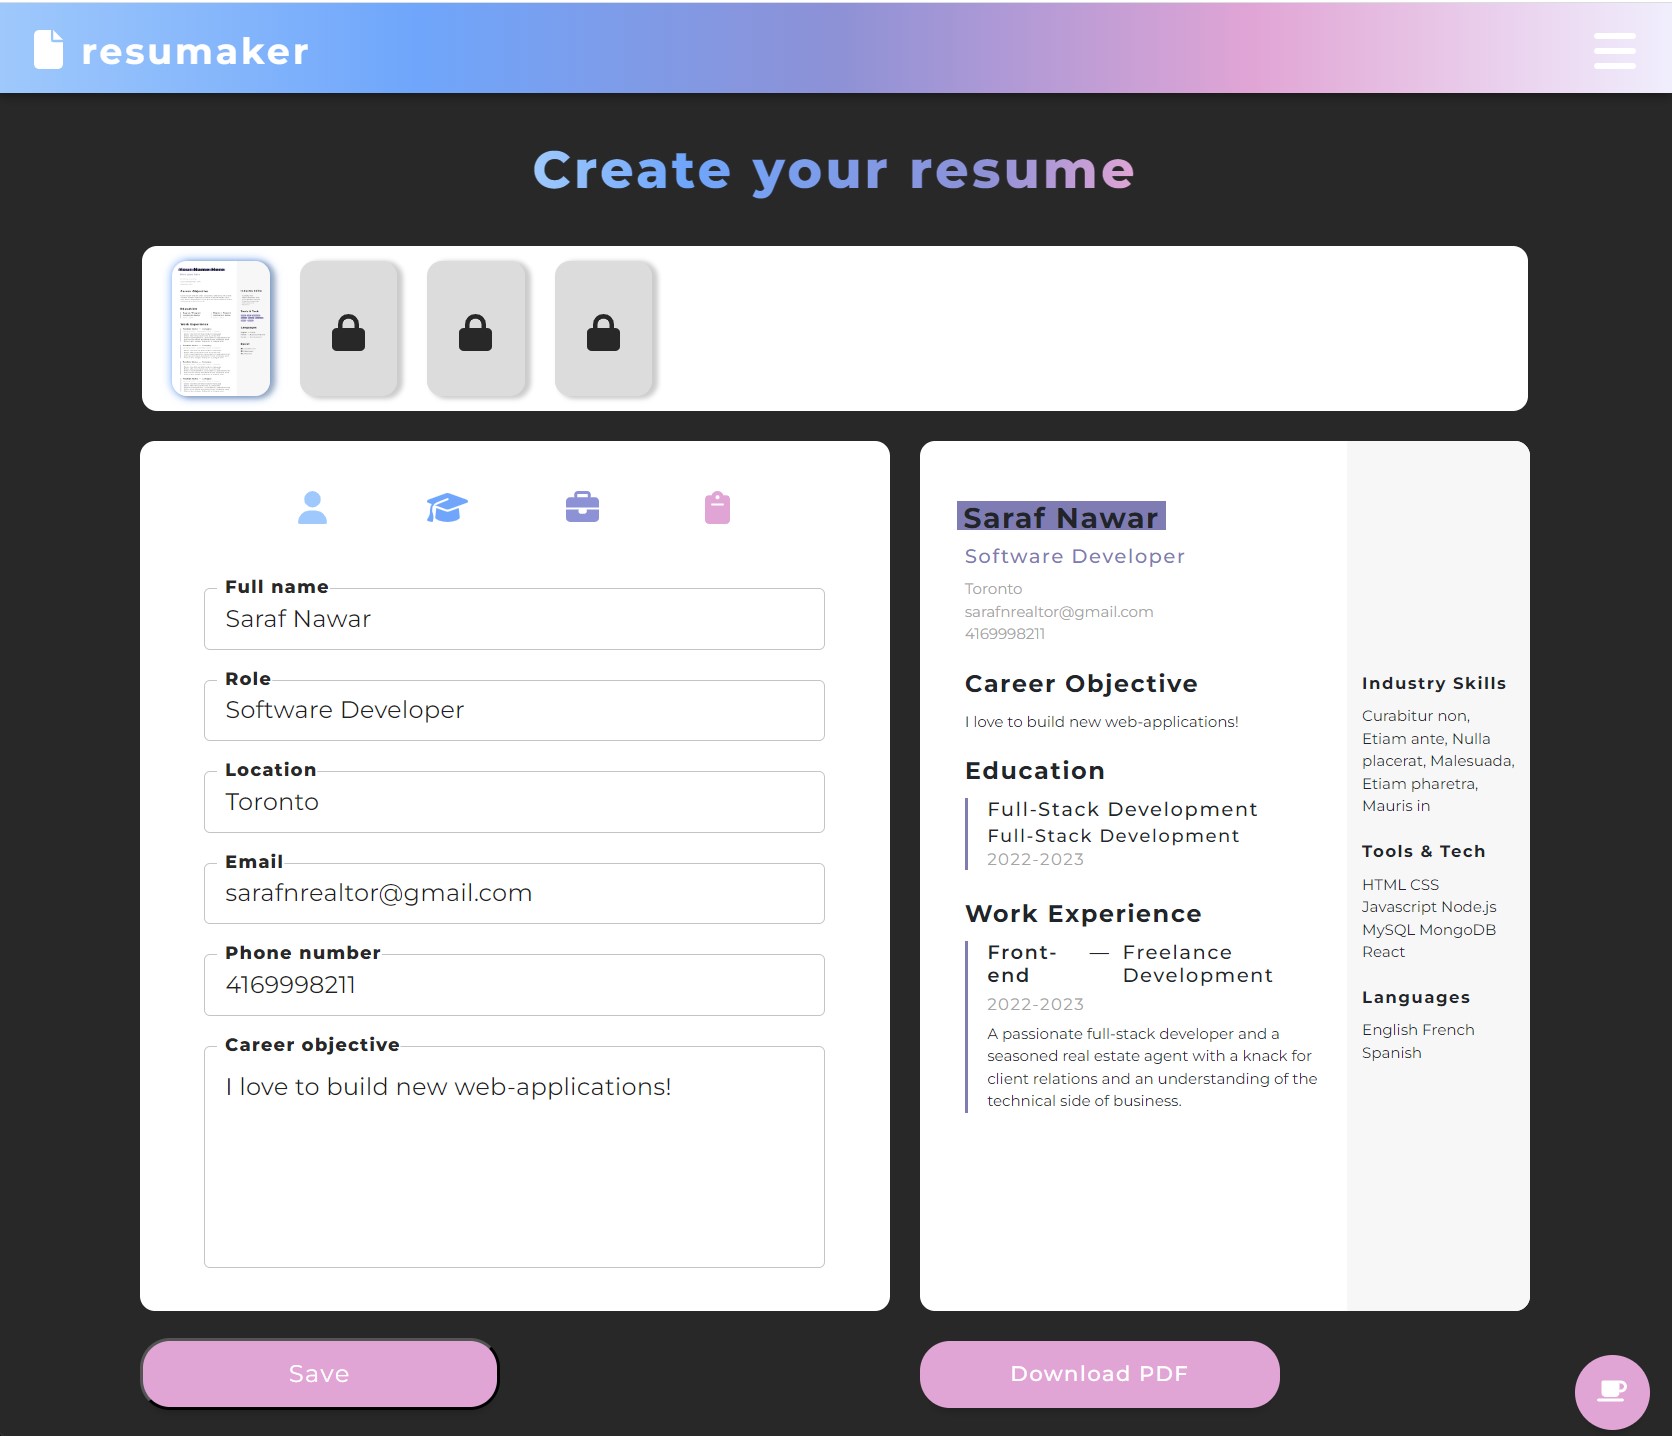 resumaker
Create your resume
Full name
Saraf Nawar
Role
Software Developer
Location
Toronto
Email
sarafnrealtor@gmail.com
Phone number
4169998211
Career objective
I love to build new web-applications!
Save
Saraf Nawar
Software Developer
Toronto
sarafnrealtor@gmail.com
4169998211
Career Objective
I love to build new web-applications!
Education
Full-Stack Development
Full-Stack Development
2022-2023
Work Experience
Front- — Freelance
end Development
2022-2023
A passionate full-stack developer and a
seasoned real estate agent with a knack for
client relations and an understanding of the
technical side of business.
Industry Skills
Curabitur non,
Etiam ante, Nulla
placerat, Malesuada,
Etiam pharetra,
Mauris in
Tools & Tech
HTML CSS
Javascript Node.js
MySQL MongoDB
React
Languages
English French
Spanish
Download PDF